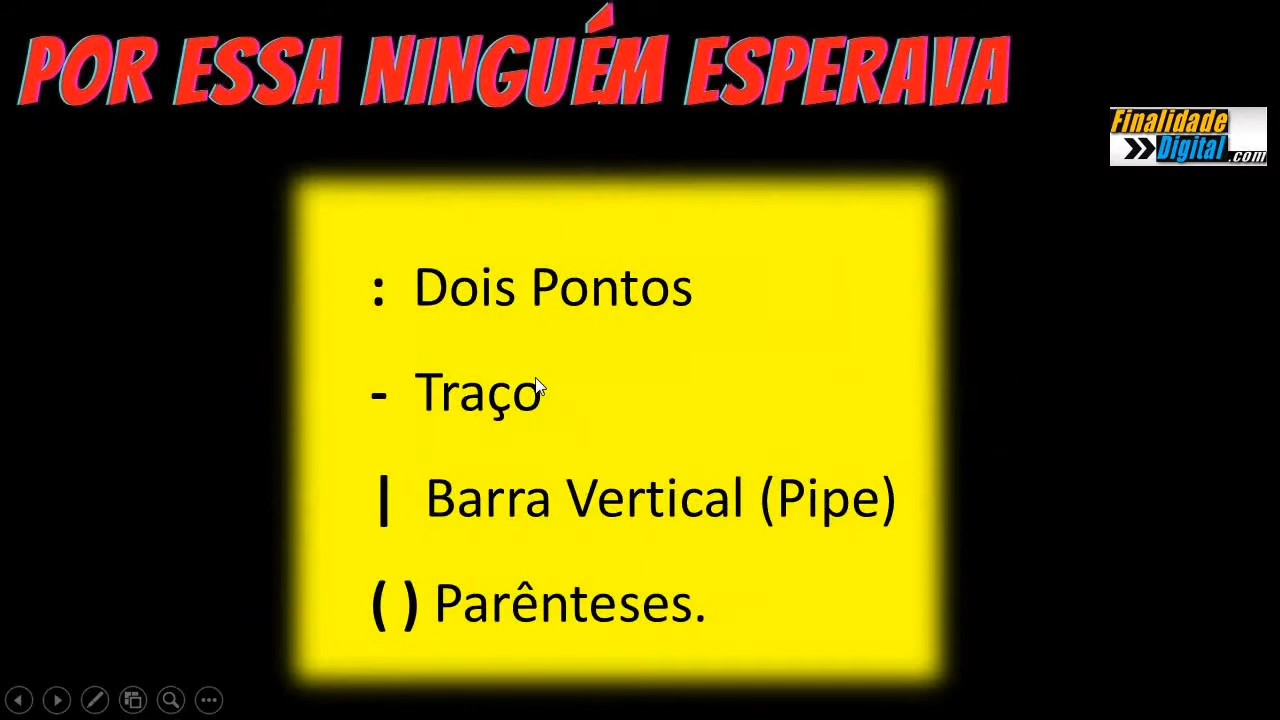 POR ESSA NINGUÉM ESPERAVA
Finalidade
Digital .com
: Dois Pontos
- Traço
| Barra Vertical (Pipe)
( ) Parênteses.